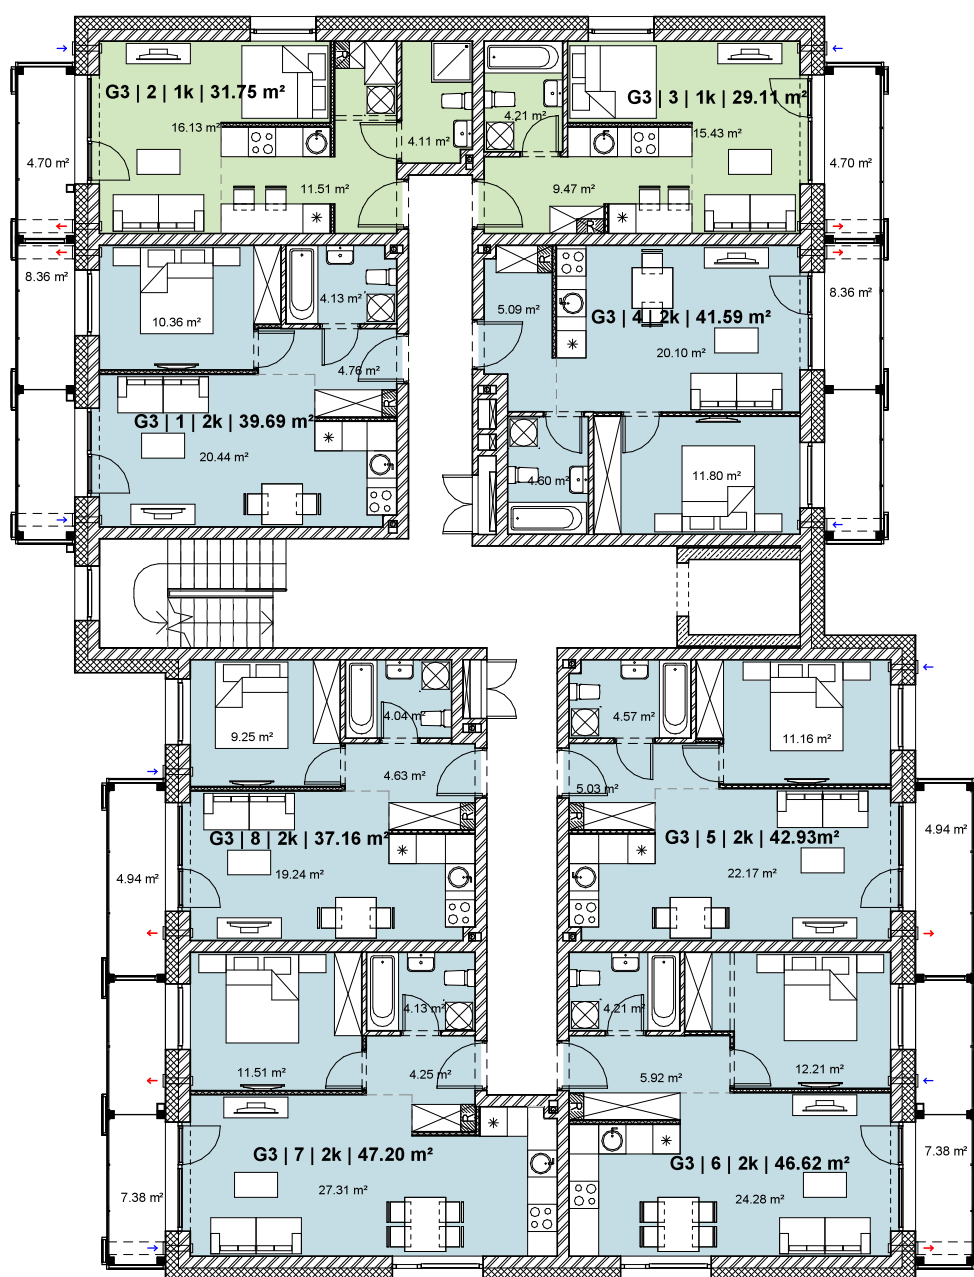 G3 | 2 | 1k | 31.75 m²
16.13 m²
4.11 m²
11.51 m²
4.70 m²
R
G3 | 3 | 1k | 29.11 m²
4.21 m²
15.43 m²
9.47 m²
4.70 m²
R
8.36 m²
10.36 m²
4.13 m²
4.76 m²
R
G3 | 1 | 2k | 39.69 m²
20.44 m²
R
5.09 m²
G3 | 4 | 2k | 41.59 m²
20.10 m²
8.36 m²
4.60 m²
11.80 m²
9.25 m²
4.04 m²
4.63 m²
R
G3 | 8 | 2k | 37.16 m²
19.24 m²
4.94 m²
4.57 m²
11.16 m²
5.03 m²
R
G3 | 5 | 2k | 42.93m²
22.17 m²
4.94 m²
11.51 m²
4.13 m²
4.25 m²
R
G3 | 7 | 2k | 47.20 m²
27.31 m²
7.38 m²
4.21 m²
12.21 m²
5.92 m²
R
G3 | 6 | 2k | 46.62 m²
24.28 m²
7.38 m²